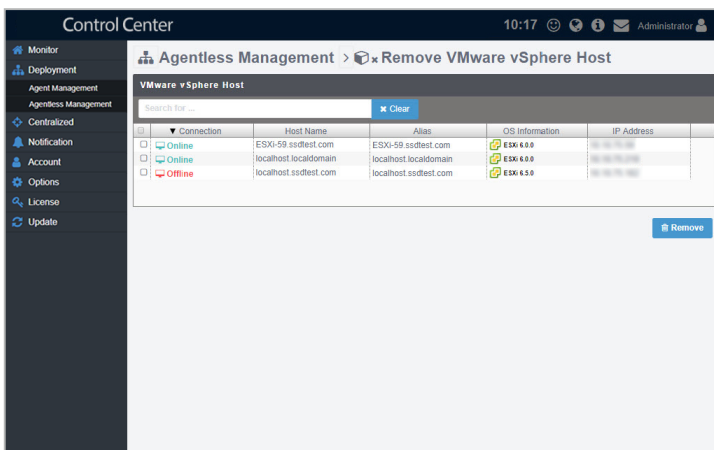 Control Center
10:17 Administrator
Monitor
Deployment
Agent Management
Agentless Management
Centralized
Notification
Account
Options
License
Update
Agentless Management > Remove VMware vSphere Host
VMware vSphere Host
Search for ...
Clear
Connection Host Name Alias OS Information IP Address
Online ESXi-59.ssdtest.com ESXi-59.ssdtest.com ESXi 6.0.0
Online localhost.localdomain localhost.localdomain ESXi 6.0.0
Offline localhost.ssdtest.com localhost.ssdtest.com ESXi 6.5.0
Remove